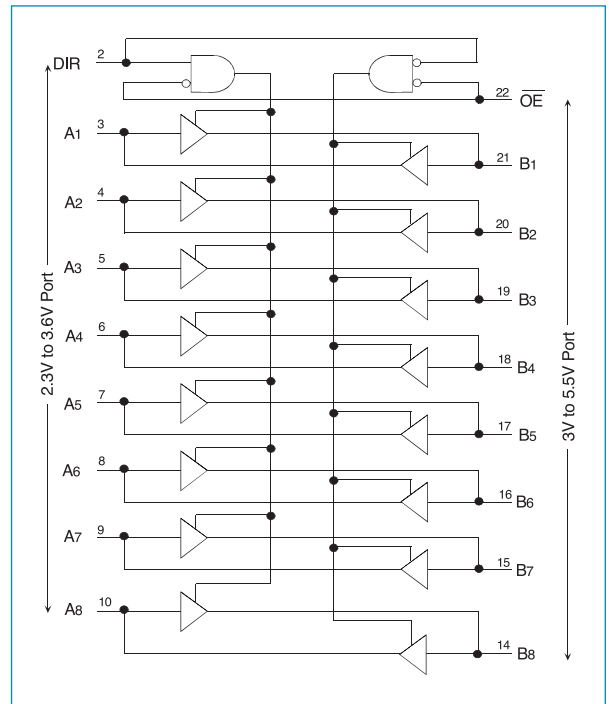 DIR 2
22 OE
A1 3
21 B1
A2 4
20 B2
A3 5
19 B3
A4 6
18 B4
A5 7
17 B5
A6 8
16 B6
A7 9
15 B7
A8 10
14 B8
2.3V to 3.6V Port
3V to 5.5V Port